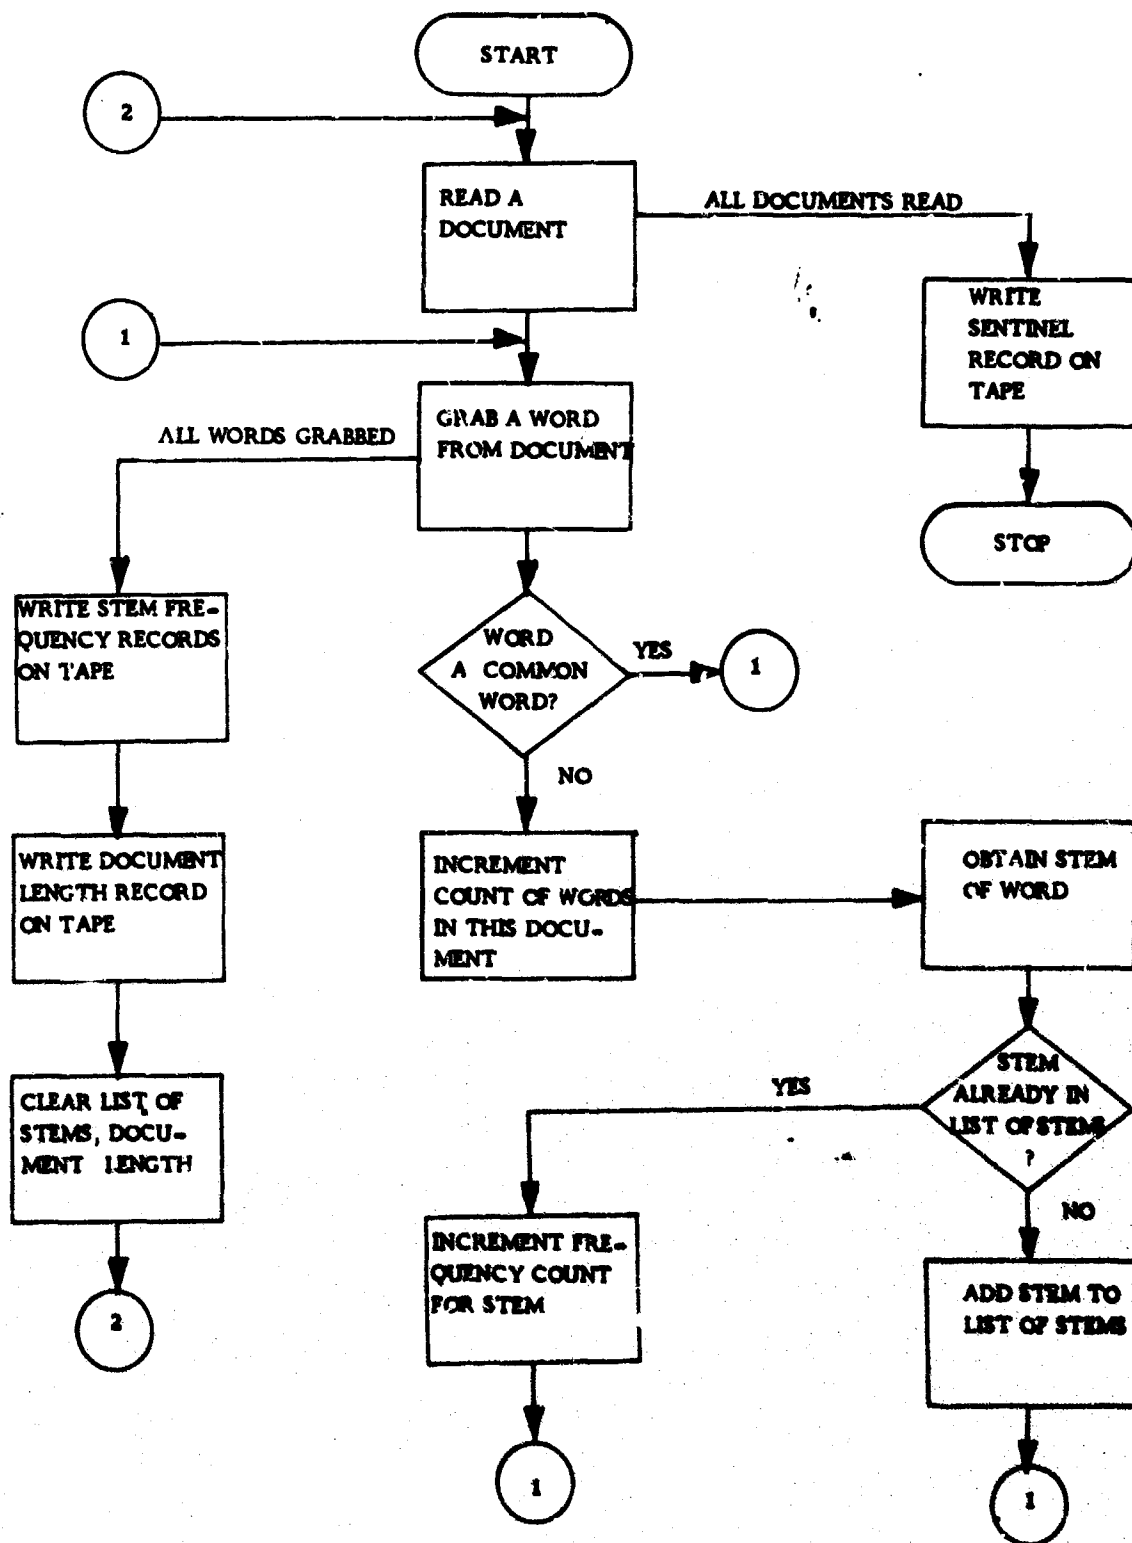 START
2
READ A
DOCUMENT
ALL DOCUMENTS READ
WRITE
SENTINEL
RECORD ON
TAPE
STOP
1
GRAB A WORD
FROM DOCUMENT
ALL WORDS GRABBED
WRITE STEM FRE-
QUENCY RECORDS
ON TAPE
WORD
A COMMON
WORD?
YES
1
NO
WRITE DOCUMENT
LENGTH RECORD
ON TAPE
INCREMENT
COUNT OF WORDS
IN THIS DOCU-
MENT
OBTAIN STEM
OF WORD
CLEAR LIST OF
STEMS, DOCU-
MENT LENGTH
2
STEM
ALREADY IN
LIST OF STEMS
?
YES
NO
INCREMENT FRE-
QUENCY COUNT
FOR STEM
1
ADD STEM TO
LIST OF STEMS
1